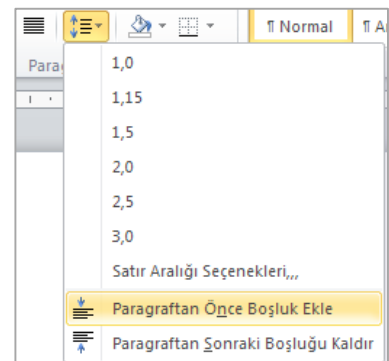 ¶ Normal ¶ A
Para
1,0
1,15
1,5
2,0
2,5
3,0
Satır Aralığı Seçenekleri,,,
Paragraftan Önce Boşluk Ekle
Paragraftan Sonraki Boşluğu Kaldır